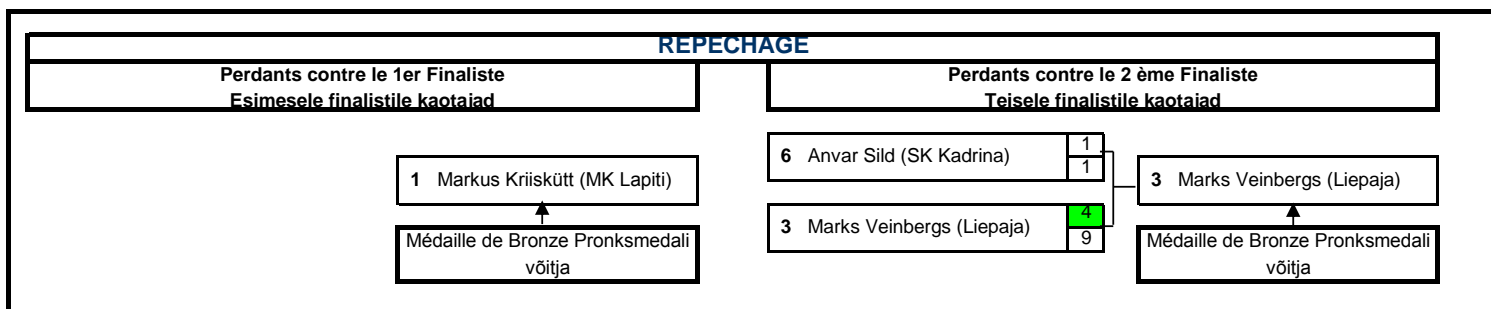 REPECHAGE
Perdants contre le 1er Finaliste
Esimesele finalistile kaotajad
Perdants contre le 2 ème Finaliste
Teisele finalistile kaotajad
6 Anvar Sild (SK Kadrina) 1
1
1 Markus Kriiskütt (MK Lapiti)
3 Marks Veinbergs (Liepaja)
3 Marks Veinbergs (Liepaja) 4
9
Médaille de Bronze Pronksmedali
võitja
Médaille de Bronze Pronksmedali
võitja